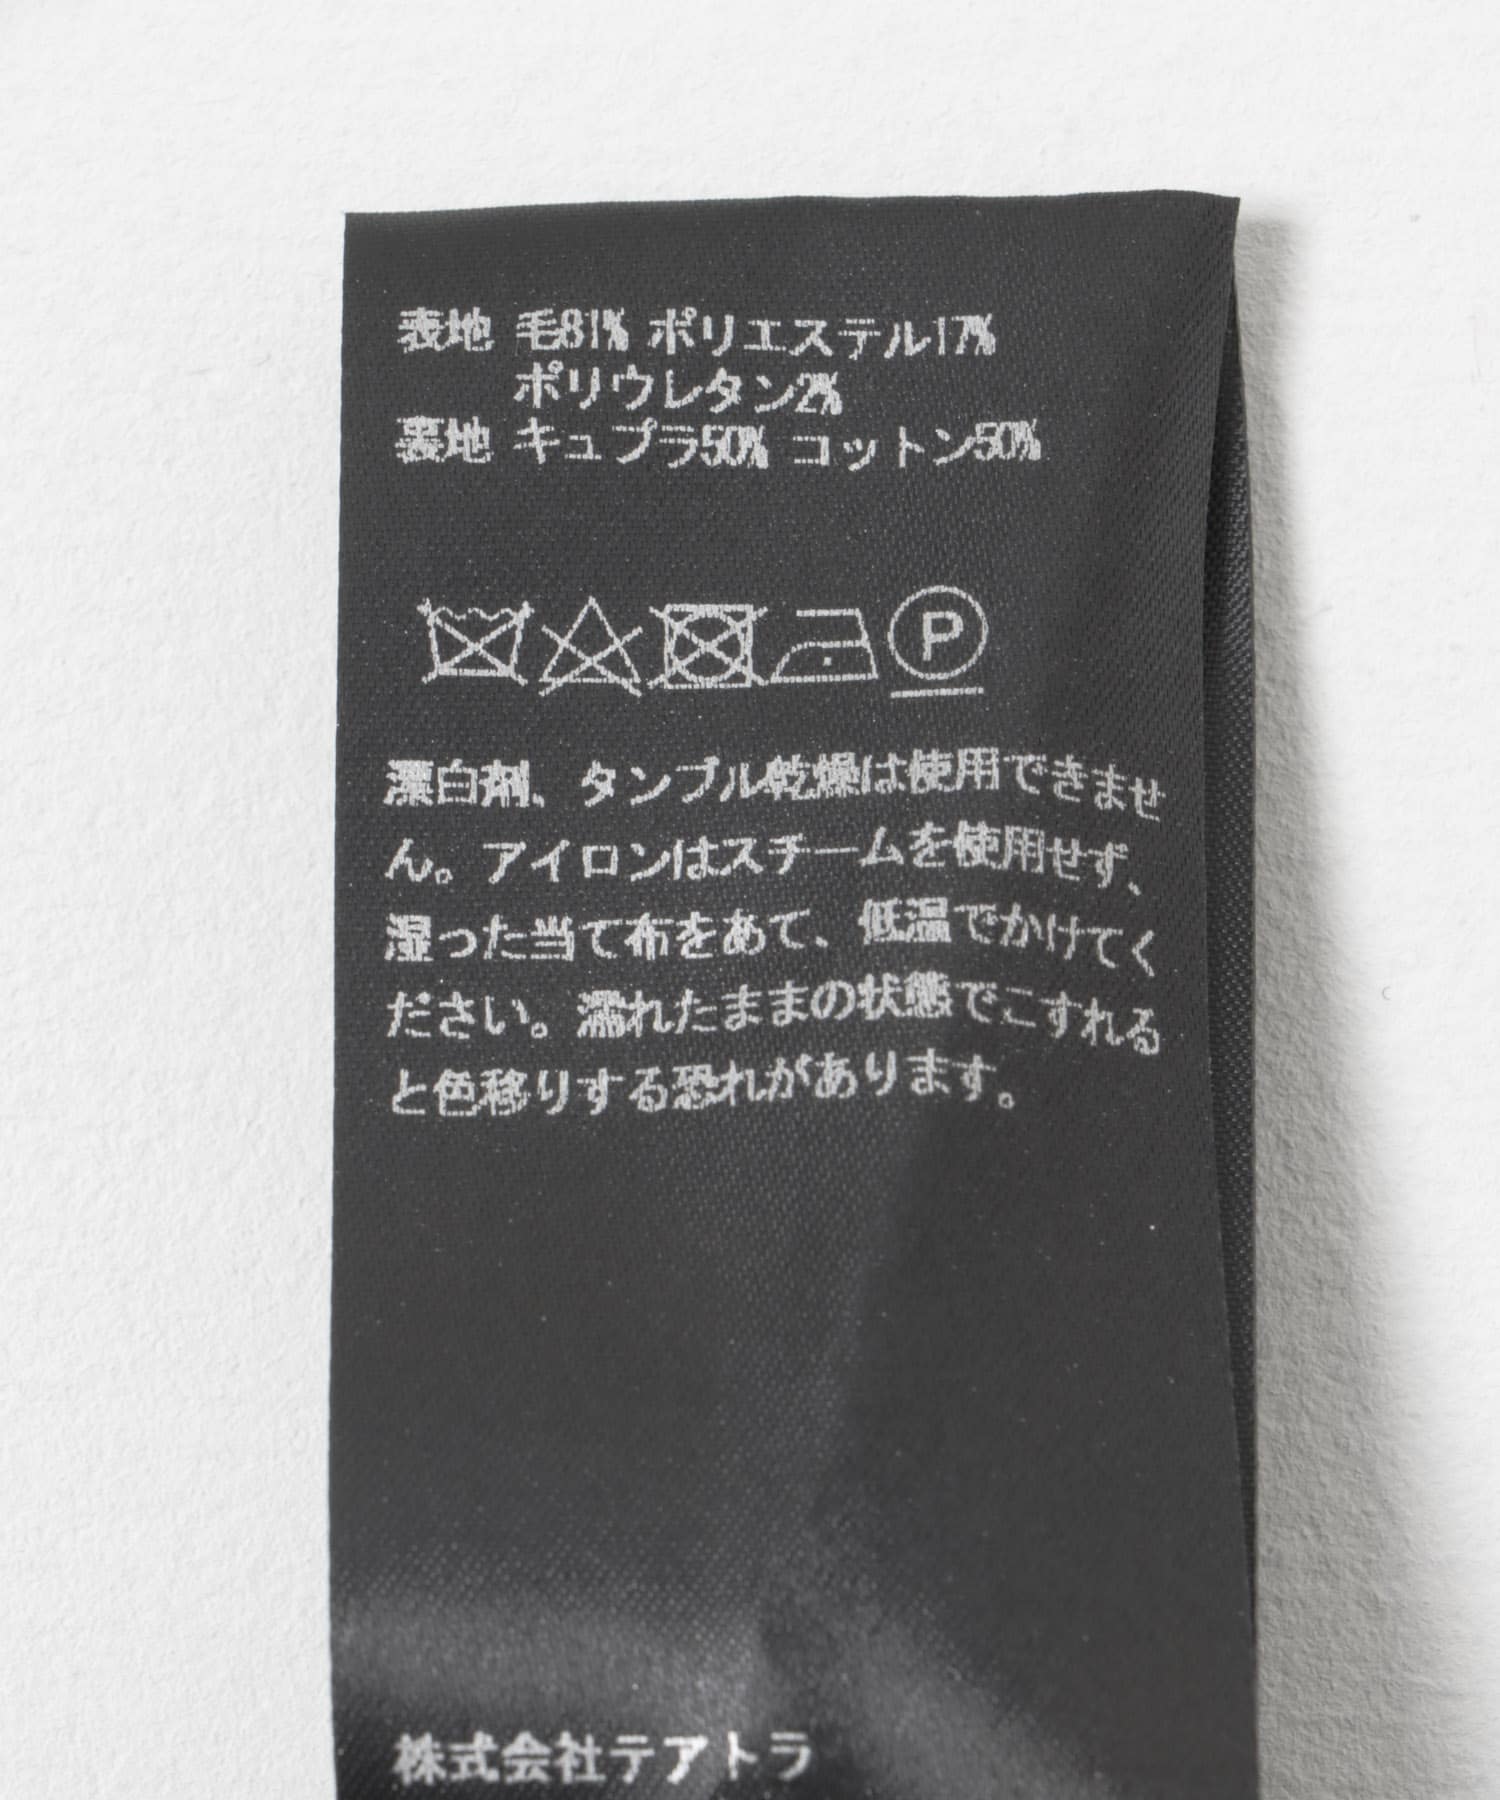 表地 毛81% ポリエステル17%
ポリウレタン2%
裏地 キュプラ50% コットン50%
P
漂白剤、タンブル乾燥は使用できませ
ん。アイロンはスチームを使用せず、
湿った当て布をあて、低温でかけてく
ださい。濡れたままの状態でこすれる
と色移りする恐れがあります。
株式会社テアトラ